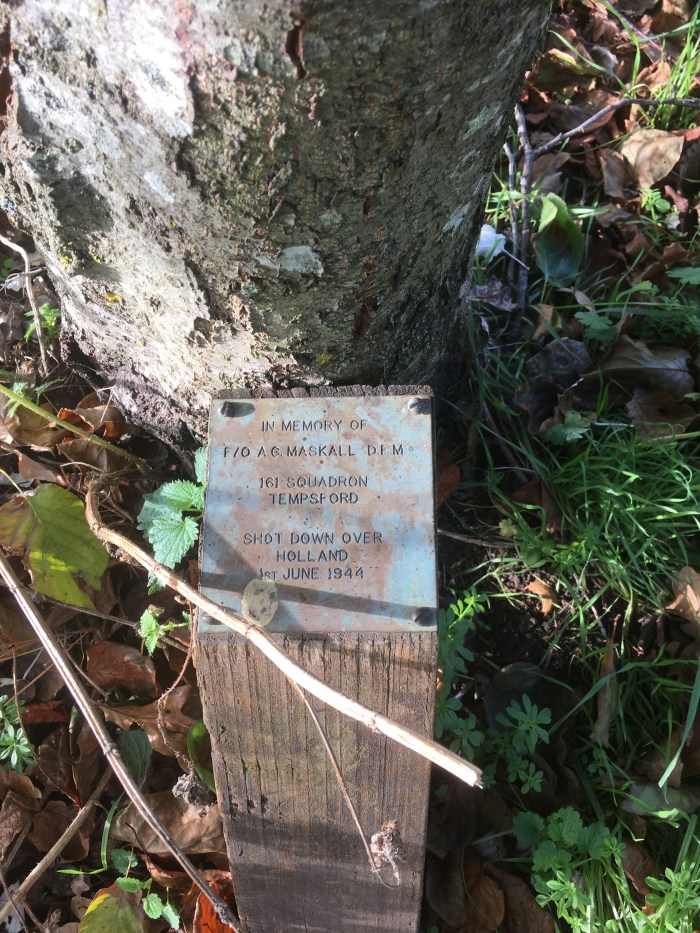 IN MEMORY OF
F/O A.G. MASKALL D.F.M
161 SQUADRON
TEMPSFORD
SHOT DOWN OVER
HOLLAND
1ST JUNE 1944